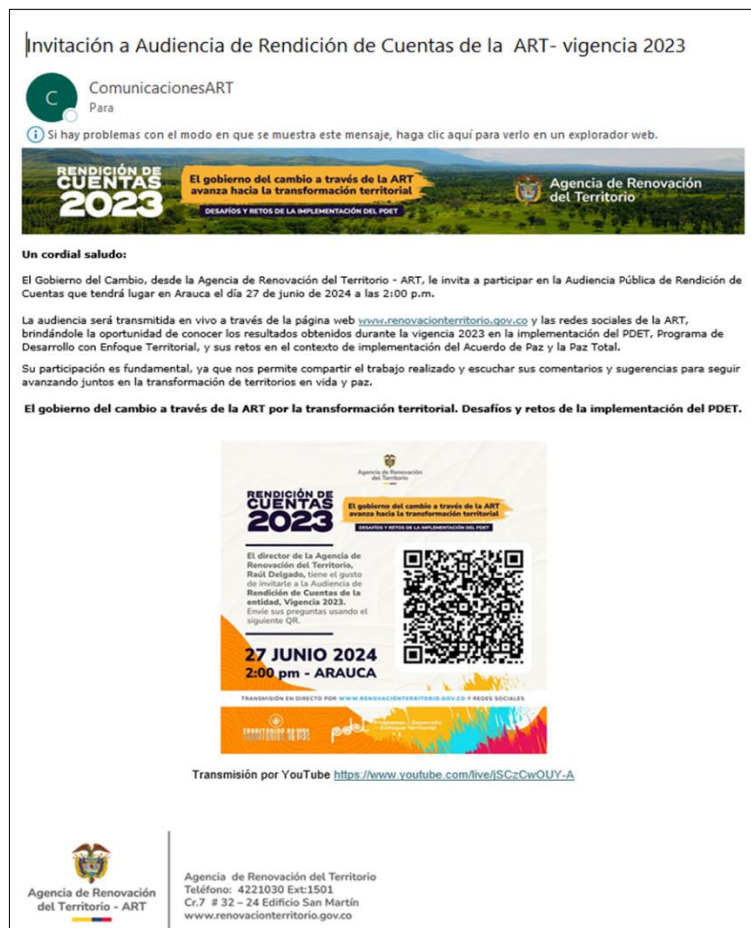 Invitación a Audiencia de Rendición de Cuentas de la ART- vigencia 2023
C
ComunicacionesART
Para
Si hay problemas con el modo en que se muestra este mensaje, haga clic aquí para verlo en un explorador web.
RENDICIÓN DE
CUENTAS
2023
El gobierno del cambio a través de la ART
avanza hacia la transformación territorial
DESAFÍOS Y RETOS DE LA IMPLEMENTACIÓN DEL PDET
Agencia de Renovación
del Territorio
Un cordial saludo:
El Gobierno del Cambio, desde la Agencia de Renovación del Territorio - ART, le invita a participar en la Audiencia Pública de Rendición de
Cuentas que tendrá lugar en Arauca el día 27 de junio de 2024 a las 2:00 p.m.
La audiencia será transmitida en vivo a través de la página web www.renovacionterritorio.gov.co y las redes sociales de la ART,
brindándole la oportunidad de conocer los resultados obtenidos durante la vigencia 2023 en la implementación del PDET, Programa de
Desarrollo con Enfoque Territorial, y sus retos en el contexto de implementación del Acuerdo de Paz y la Paz Total.
Su participación es fundamental, ya que nos permite compartir el trabajo realizado y escuchar sus comentarios y sugerencias para seguir
avanzando juntos en la transformación de territorios en vida y paz.
El gobierno del cambio a través de la ART por la transformación territorial. Desafíos y retos de la implementación del PDET.
Agencia de Renovación
del Territorio
RENDICIÓN DE
CUENTAS
2023
El gobierno del cambio a través de la ART
avanza hacia la transformación territorial
DESAFÍOS Y RETOS DE LA IMPLEMENTACIÓN DEL PDET
El director de la Agencia de
Renovación del Territorio,
Raúl Delgado, tiene el gusto
de invitarle a la Audiencia de
Rendición de Cuentas de la
entidad, Vigencia 2023.
Envíe sus preguntas usando el
siguiente QR.
27 JUNIO 2024
2:00 pm - ARAUCA
TRANSMISIÓN EN DIRECTO POR WWW.RENOVACIÓNTERRITORIO.GOV.CO Y REDES SOCIALES
pdet
Programas de Desarrollo
con Enfoque Territorial
Transmisión por YouTube https://www.youtube.com/live/jSCzCwOUY-A
Agencia de Renovación
del Territorio - ART
Agencia de Renovación del Territorio
Teléfono: 4221030 Ext:1501
Cr.7 # 32 – 24 Edificio San Martín
www.renovacionterritorio.gov.co